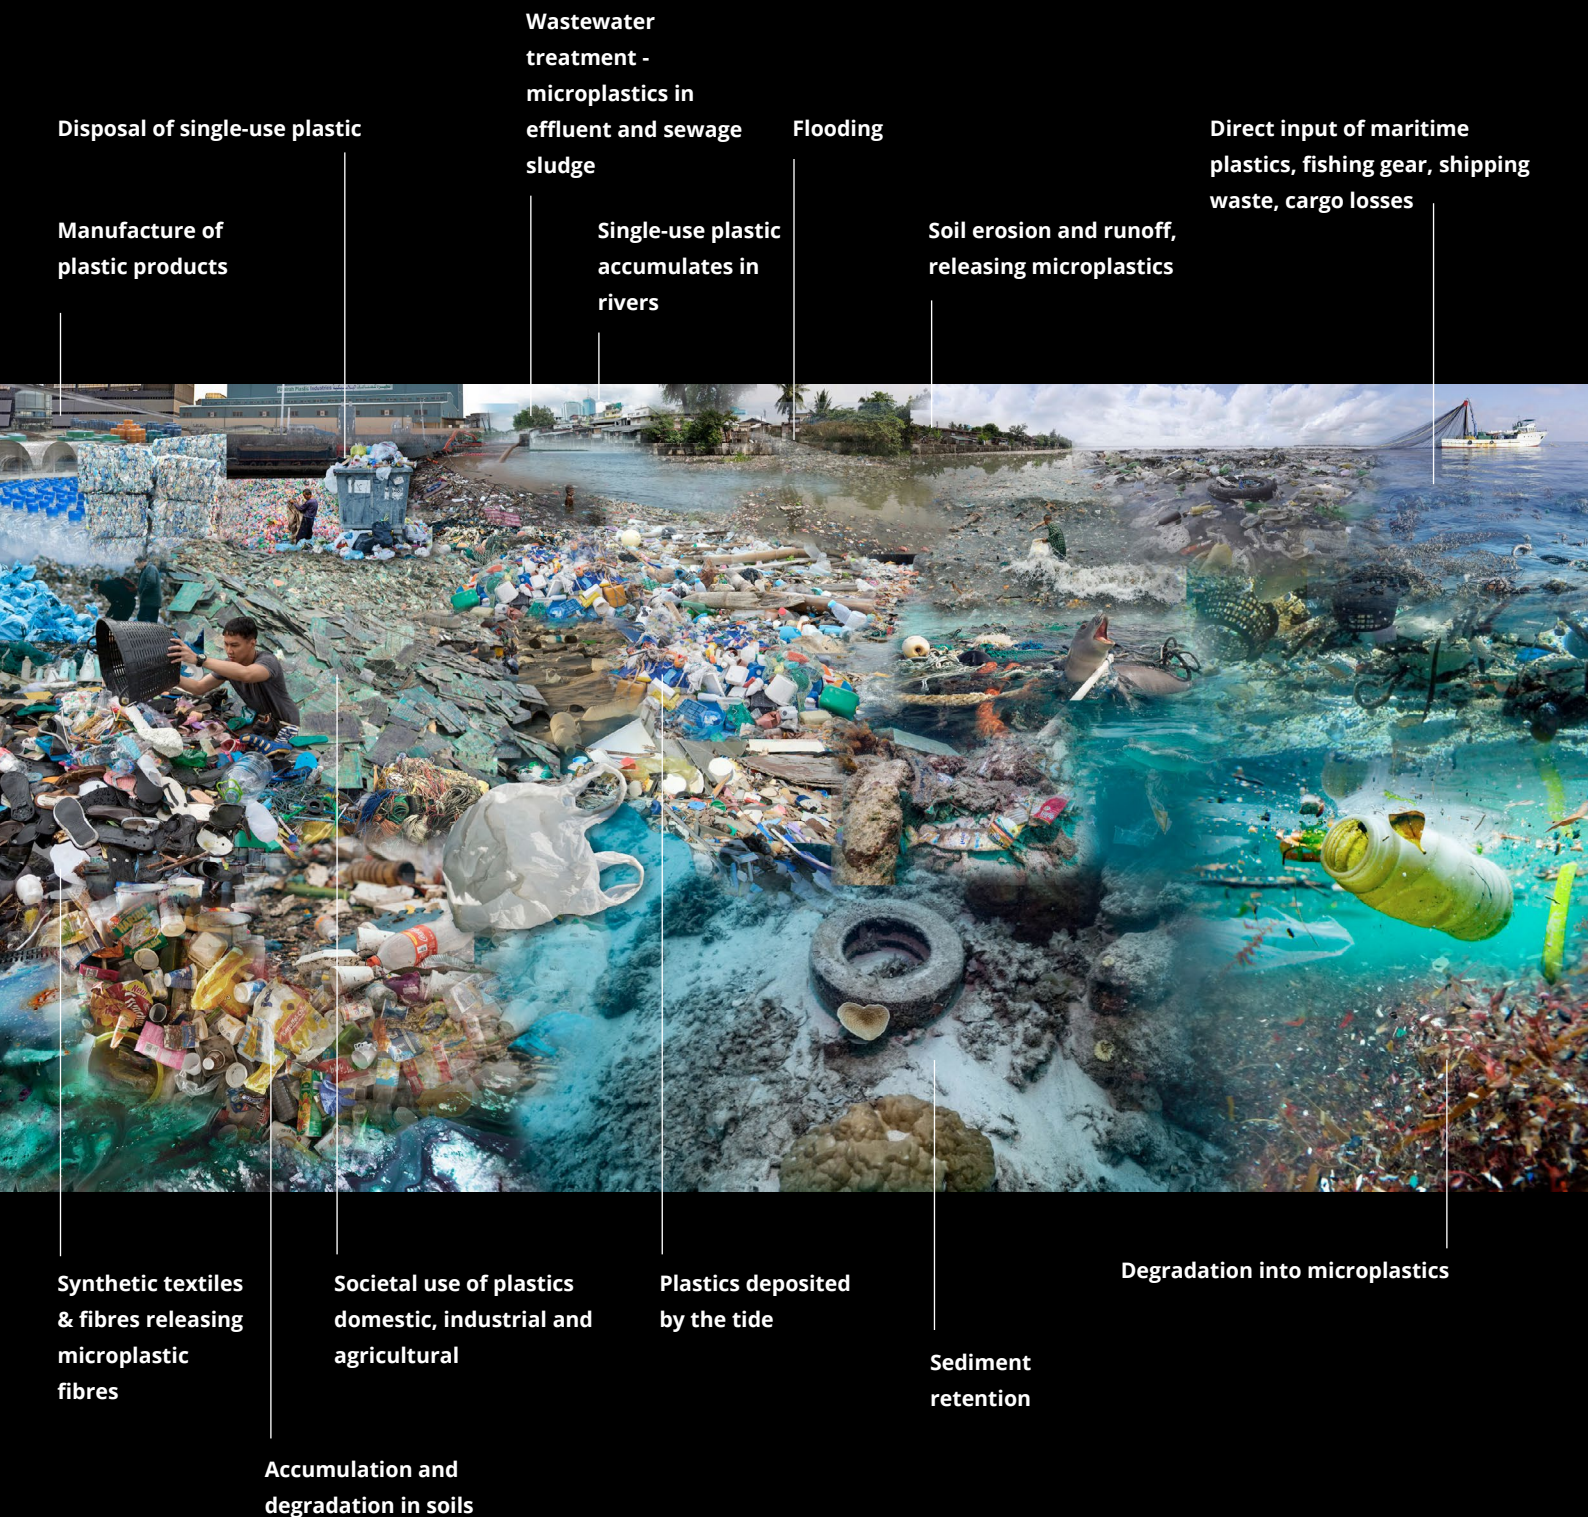 Wastewater
treatment -
microplastics in
effluent and sewage
sludge
Disposal of single-use plastic
Flooding
Direct input of maritime
plastics, fishing gear, shipping
waste, cargo losses
Manufacture of
plastic products
Single-use plastic
accumulates in
rivers
Soil erosion and runoff,
releasing microplastics
Synthetic textiles
& fibres releasing
microplastic
fibres
Societal use of plastics
domestic, industrial and
agricultural
Plastics deposited
by the tide
Degradation into microplastics
Sediment
retention
Accumulation and
degradation in soils